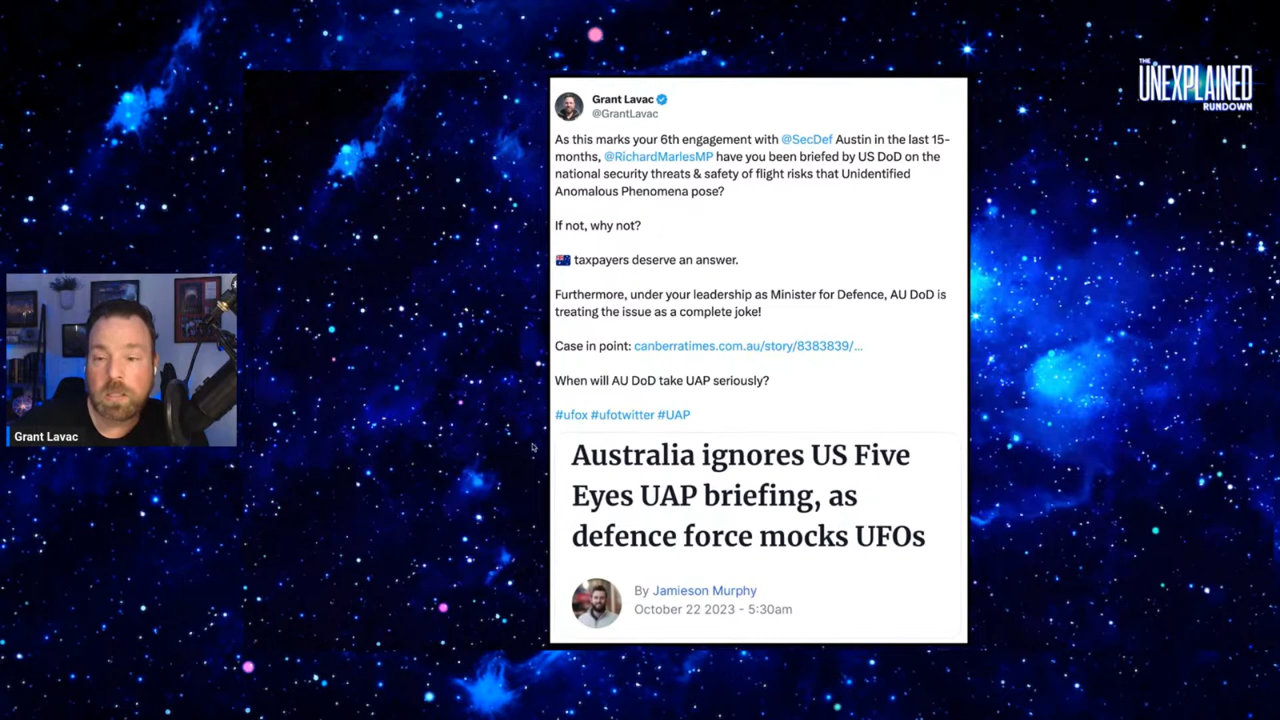 THE
UNEXPLAINED
RUNDOWN
Grant Lavac
@GrantLavac
As this marks your 6th engagement with @SecDef Austin in the last 15-
months, @RichardMarlesMP have you been briefed by US DoD on the
national security threats & safety of flight risks that Unidentified
Anomalous Phenomena pose?
If not, why not?
🇦🇺 taxpayers deserve an answer.
Furthermore, under your leadership as Minister for Defence, AU DoD is
treating the issue as a complete joke!
Case in point: canberratimes.com.au/story/8383839/...
When will AU DoD take UAP seriously?
#ufox #ufotwitter #UAP
Australia ignores US Five
Eyes UAP briefing, as
defence force mocks UFOs
By Jamieson Murphy
October 22 2023 - 5:30am
Grant Lavac